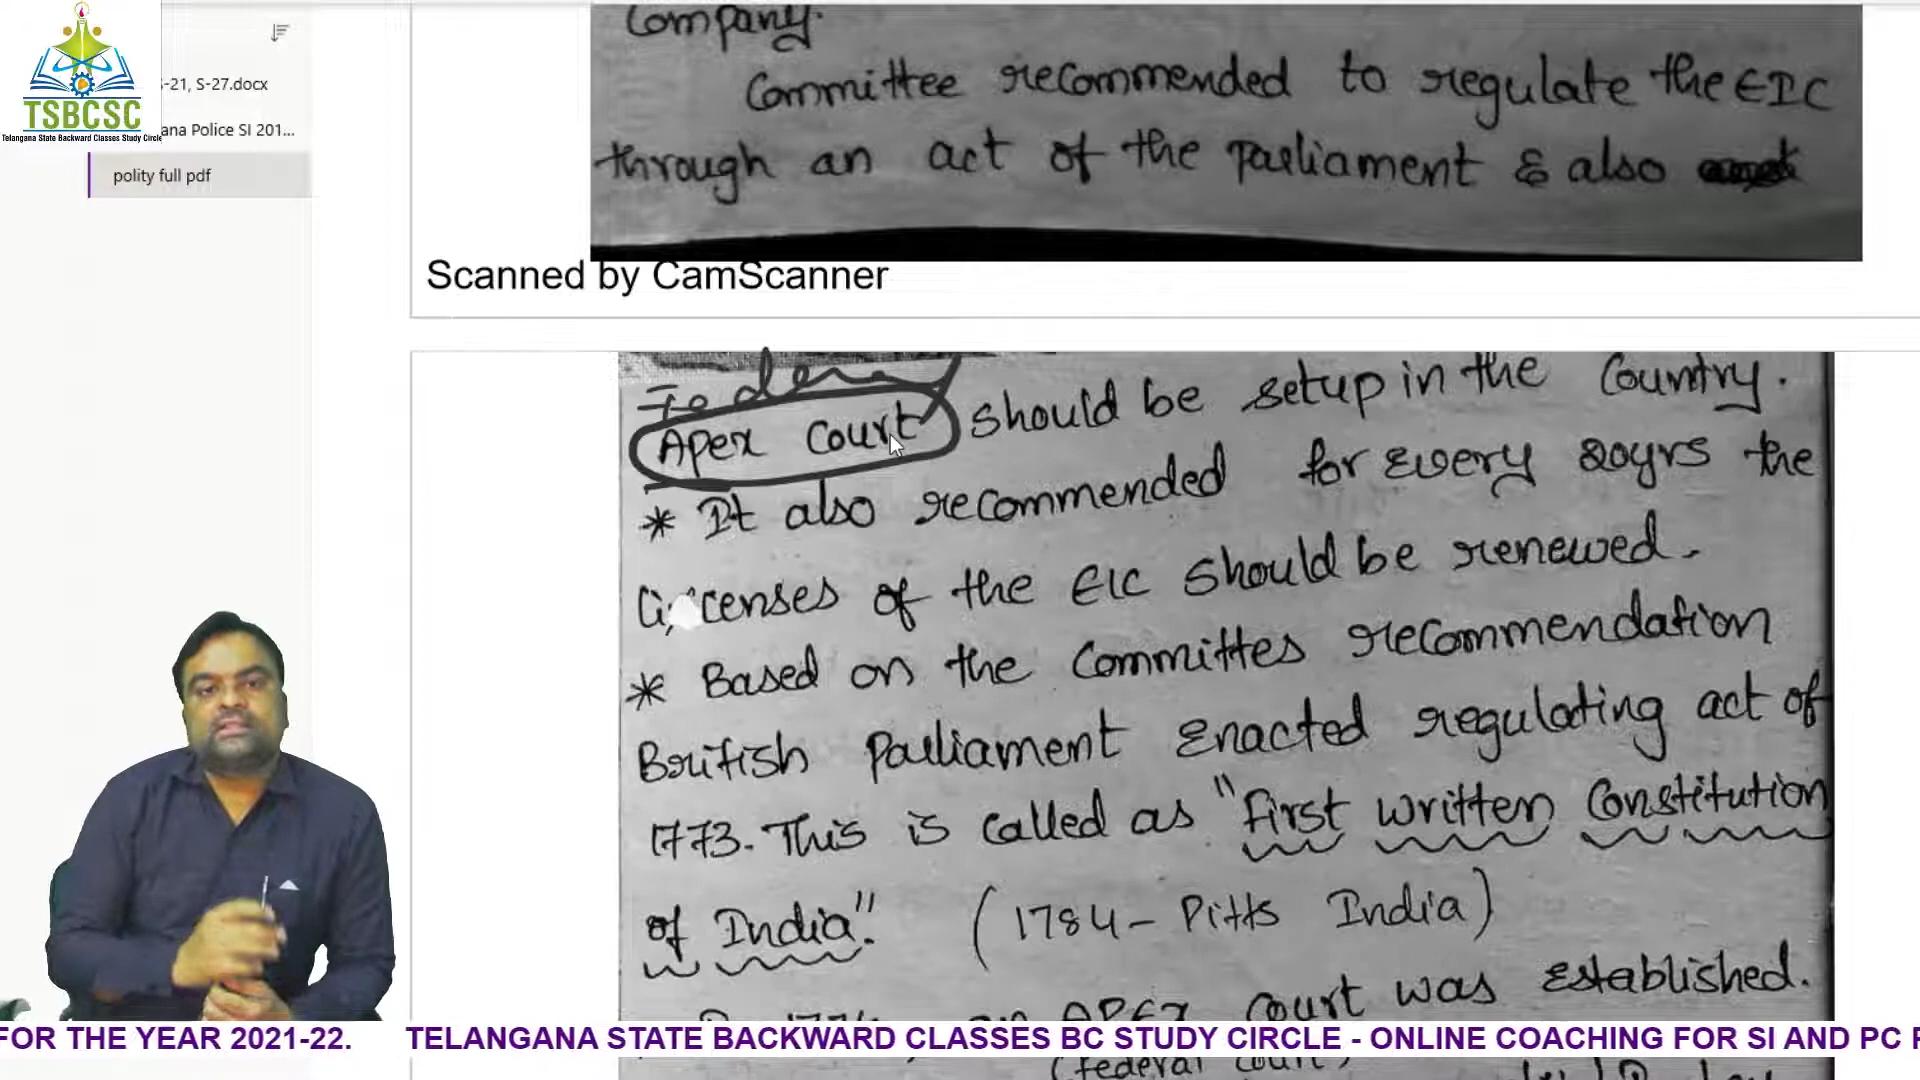 TSBCSC
Telangana State Backward Classes Study Circle
-21, S-27.docx
ana Police SI 201...
polity full pdf
Company.
Committee recommended to regulate the EIC
through an act of the parliament & also
Scanned by CamScanner
Federal
Apex Court should be setup in the Country.
* It also recommended for every 20yrs the
Liscenses of the EIC should be renewed.
* Based on the Committes recommendation
British parliament Enacted regulating act of
1773. This is called as "First written Constitution
of India". (1784 - Pitts India)
APEX Court was Established.
(federal court)
FOR THE YEAR 2021-22. TELANGANA STATE BACKWARD CLASSES BC STUDY CIRCLE - ONLINE COACHING FOR SI AND PC